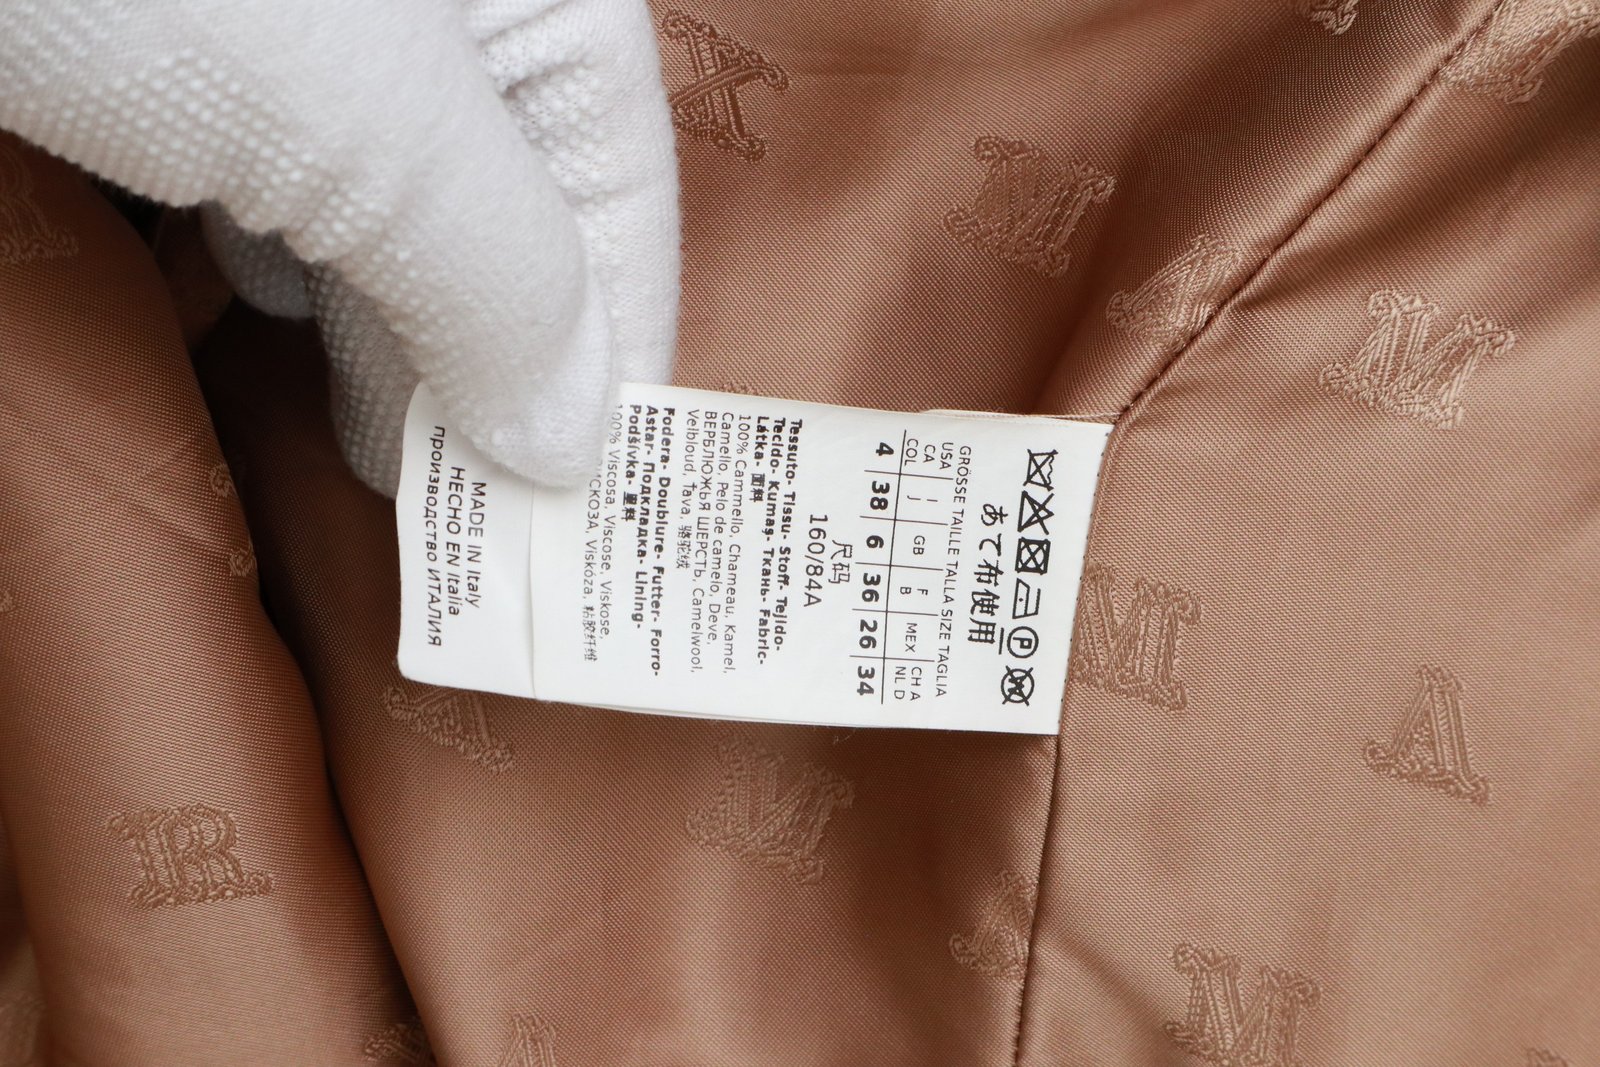 あて布使用
GRÖSSE TAILLE TALLA SIZE TAGLIA
USA I GB F MEX CH A
CA J B NL D
COL
4 38 6 36 26 34
尺码
160/84A
Tessuto- Tissu- Stoff- Tejido-
Tecido- Kumaş- Ткань- Fabric-
Látka- 面料
100% Cammello, Chameau, Kamel,
Camello, Pelo de camelo, Deve,
ВЕРБЛЮЖЬЯ ШЕРСТЬ, Camelwool,
Velbloud, ťava, 骆驼绒
Fodera- Doublure- Futter- Forro-
Astar- Подкладка- Lining-
Podšívka- 里料
100% Viscosa, Viscose, Viskose,
Viskóza, 粘胶纤维
MADE IN Italy
HECHO EN Italia
производство ИТАЛИЯ